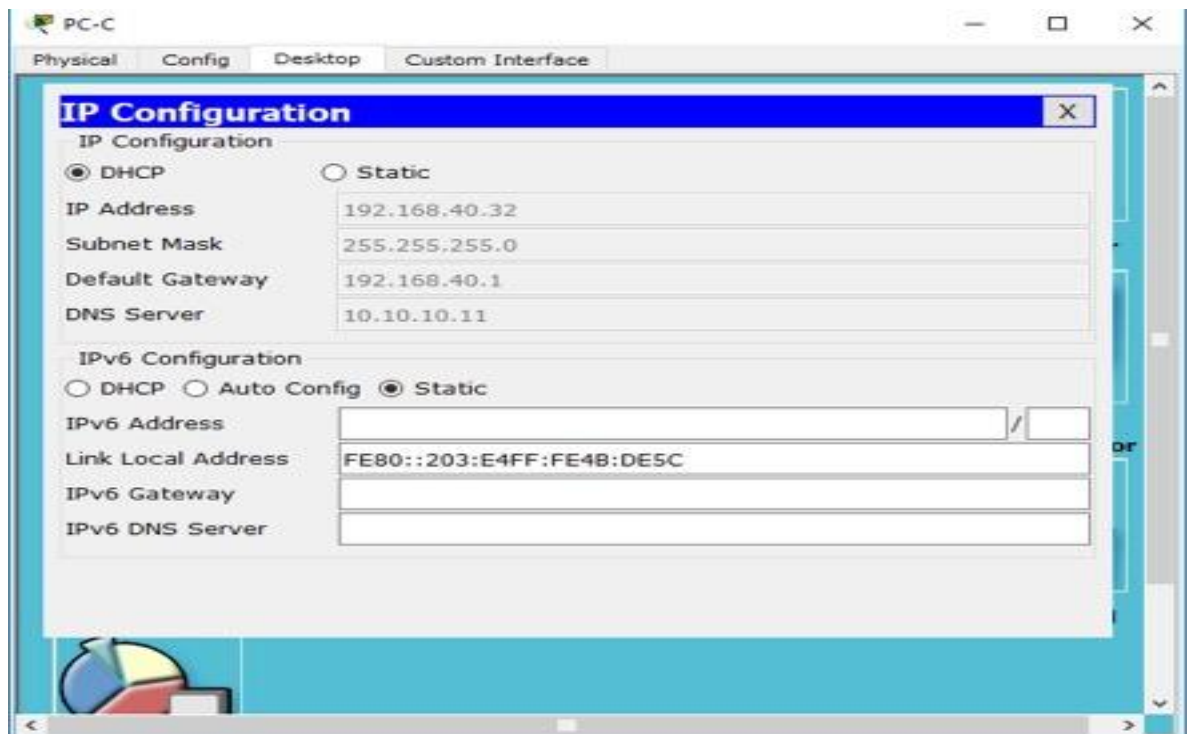 PC-C
Physical Config Desktop Custom Interface
IP Configuration X
IP Configuration
DHCP Static
IP Address 192.168.40.32
Subnet Mask 255.255.255.0
Default Gateway 192.168.40.1
DNS Server 10.10.10.11
IPv6 Configuration
DHCP Auto Config Static
IPv6 Address /
Link Local Address FE80::203:E4FF:FE4B:DE5C
IPv6 Gateway
IPv6 DNS Server
or